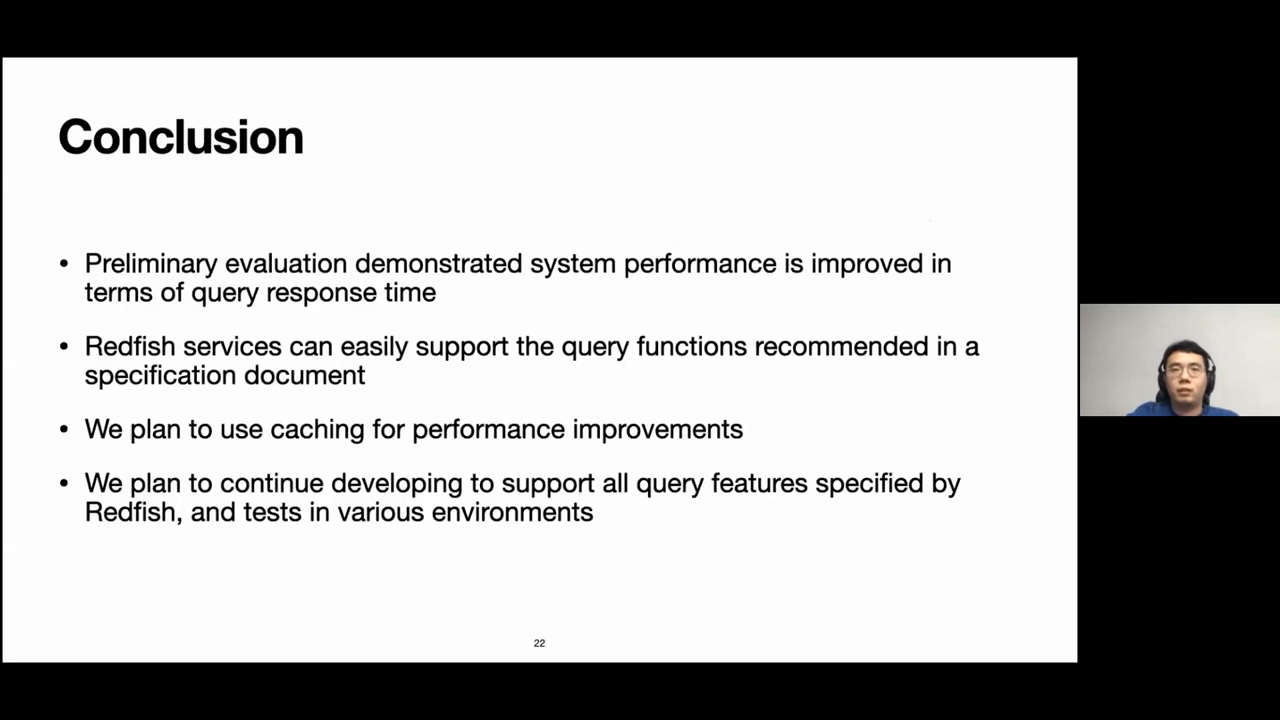 Conclusion
• Preliminary evaluation demonstrated system performance is improved in
terms of query response time
• Redfish services can easily support the query functions recommended in a
specification document
• We plan to use caching for performance improvements
• We plan to continue developing to support all query features specified by
Redfish, and tests in various environments
22